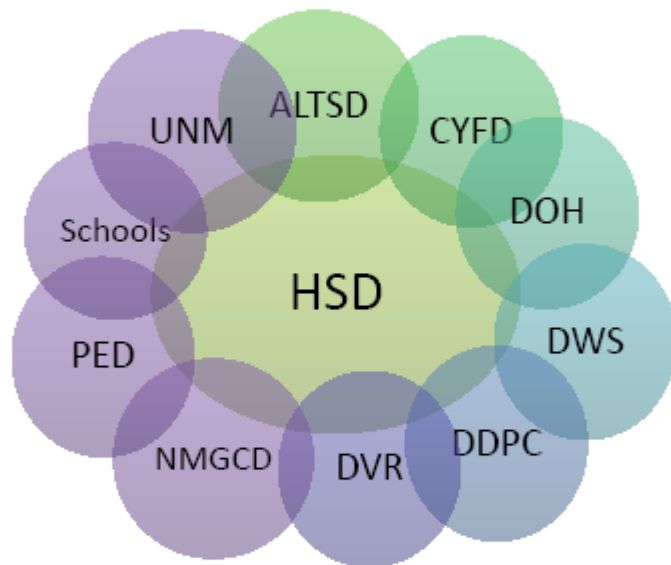 ALTSD
UNM
CYFD
Schools
DOH
HSD
DWS
PED
DDPC
NMGCD
DVR